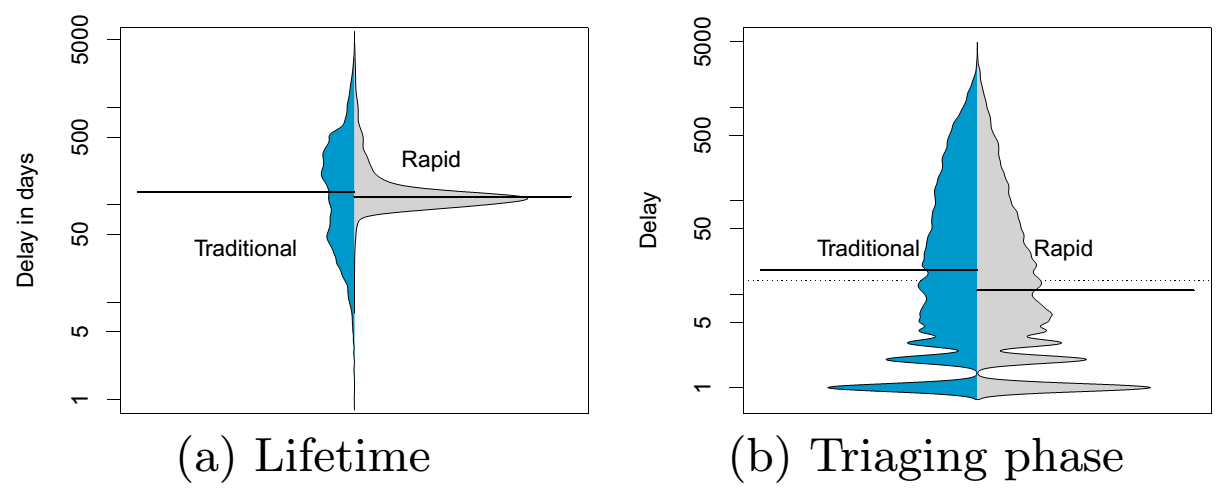 Delay in days
5000
500
50
5
1
Traditional
Rapid
(a) Lifetime
Delay
5000
500
50
5
1
Traditional
Rapid
(b) Triaging phase